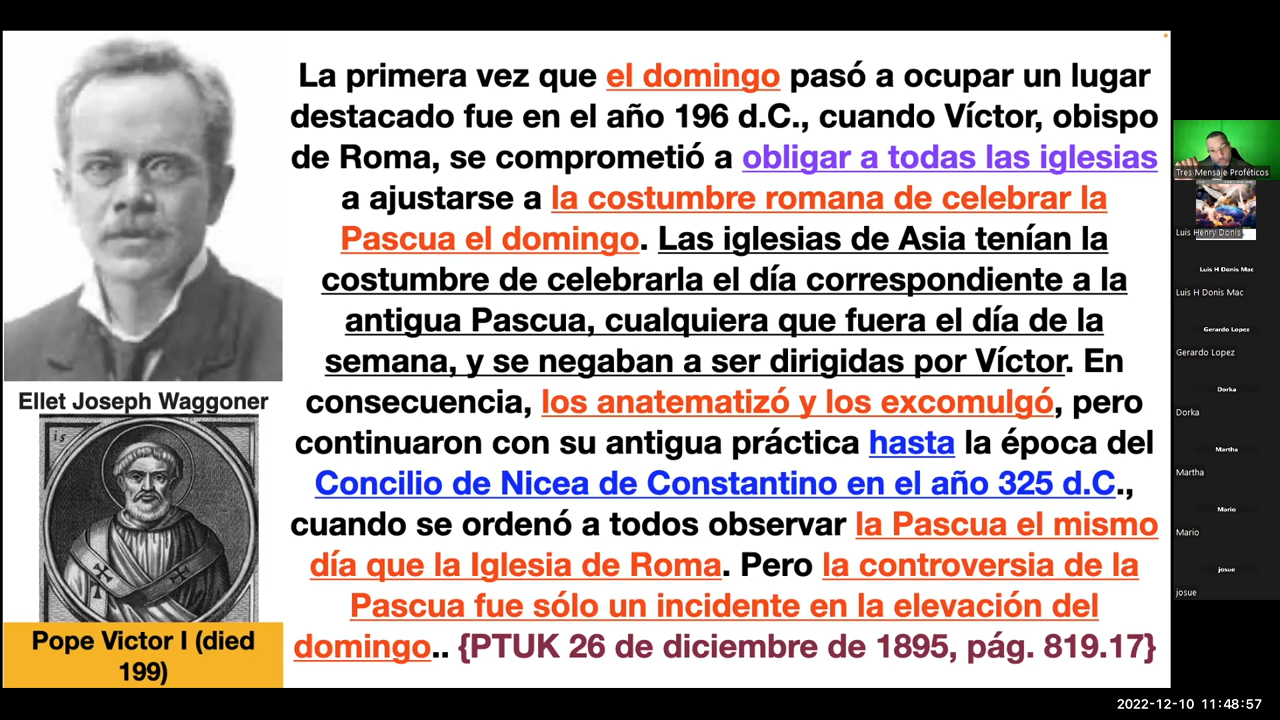 La primera vez que el domingo pasó a ocupar un lugar
destacado fue en el año 196 d.C., cuando Víctor, obispo
de Roma, se comprometió a obligar a todas las iglesias
a ajustarse a la costumbre romana de celebrar la
Pascua el domingo. Las iglesias de Asia tenían la
costumbre de celebrarla el día correspondiente a la
antigua Pascua, cualquiera que fuera el día de la
semana, y se negaban a ser dirigidas por Víctor. En
consecuencia, los anatematizó y los excomulgó, pero
continuaron con su antigua práctica hasta la época del
Concilio de Nicea de Constantino en el año 325 d.C.,
cuando se ordenó a todos observar la Pascua el mismo
día que la Iglesia de Roma. Pero la controversia de la
Pascua fue sólo un incidente en la elevación del
domingo.. {PTUK 26 de diciembre de 1895, pág. 819.17}
Ellet Joseph Waggoner
15
Pope Victor I (died
199)
Tres Mensaje Proféticos
Luis Henry Donis
Luis H Donis Mac
Luis H Donis Mac
Gerardo Lopez
Gerardo Lopez
Dorka
Dorka
Martha
Martha
Mario
Mario
josue
josue
2022-12-10 11:48:57